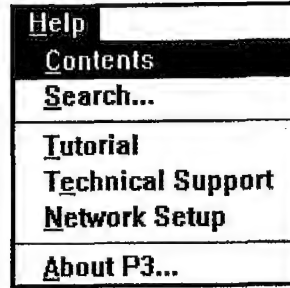 Help
Contents
Search...
Tutorial
Technical Support
Network Setup
About P3...